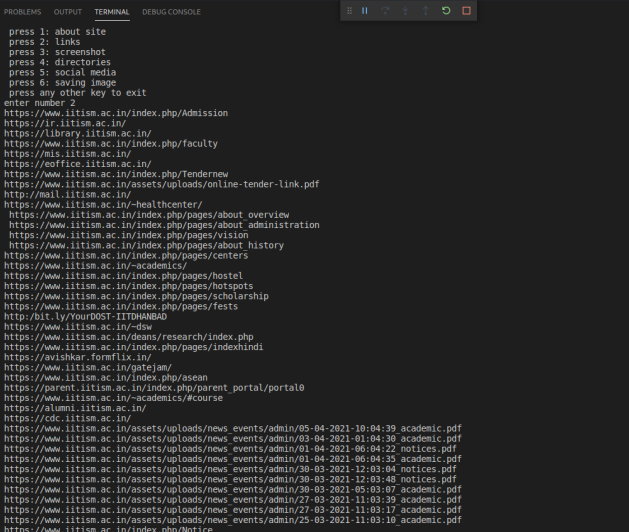 PROBLEMS OUTPUT TERMINAL DEBUG CONSOLE
press 1: about site
press 2: links
press 3: screenshot
press 4: directories
press 5: social media
press 6: saving image
press any other key to exit
enter number 2
https://www.iitism.ac.in/index.php/Admission
https://ir.iitism.ac.in/
https://library.iitism.ac.in/
https://www.iitism.ac.in/index.php/faculty
https://mis.iitism.ac.in/
https://eoffice.iitism.ac.in/
https://www.iitism.ac.in/index.php/Tendernew
https://www.iitism.ac.in/assets/uploads/online-tender-link.pdf
http://mail.iitism.ac.in/
https://www.iitism.ac.in/~healthcenter/
https://www.iitism.ac.in/index.php/pages/about_overview
https://www.iitism.ac.in/index.php/pages/about_administration
https://www.iitism.ac.in/index.php/pages/vision
https://www.iitism.ac.in/index.php/pages/about_history
https://www.iitism.ac.in/index.php/pages/centers
https://www.iitism.ac.in/~academics/
https://www.iitism.ac.in/index.php/pages/hostel
https://www.iitism.ac.in/index.php/pages/hotspots
https://www.iitism.ac.in/index.php/pages/scholarship
https://www.iitism.ac.in/index.php/pages/fests
http:/bit.ly/YourDOST-IITDHANBAD
https://www.iitism.ac.in/~dsw
https://www.iitism.ac.in/deans/research/index.php
https://www.iitism.ac.in/index.php/pages/indexhindi
https://avishkar.formflix.in/
https://www.iitism.ac.in/gatejam/
https://www.iitism.ac.in/index.php/asean
https://parent.iitism.ac.in/index.php/parent_portal/portal0
https://www.iitism.ac.in/~academics/#course
https://alumni.iitism.ac.in/
https://cdc.iitism.ac.in/
https://www.iitism.ac.in/assets/uploads/news_events/admin/05-04-2021-10:04:39_academic.pdf
https://www.iitism.ac.in/assets/uploads/news_events/admin/03-04-2021-01:04:30_academic.pdf
https://www.iitism.ac.in/assets/uploads/news_events/admin/01-04-2021-06:04:22_notices.pdf
https://www.iitism.ac.in/assets/uploads/news_events/admin/01-04-2021-06:04:35_academic.pdf
https://www.iitism.ac.in/assets/uploads/news_events/admin/30-03-2021-12:03:04_notices.pdf
https://www.iitism.ac.in/assets/uploads/news_events/admin/30-03-2021-12:03:48_notices.pdf
https://www.iitism.ac.in/assets/uploads/news_events/admin/30-03-2021-05:03:07_academic.pdf
https://www.iitism.ac.in/assets/uploads/news_events/admin/27-03-2021-11:03:39_academic.pdf
https://www.iitism.ac.in/assets/uploads/news_events/admin/27-03-2021-11:03:17_academic.pdf
https://www.iitism.ac.in/assets/uploads/news_events/admin/25-03-2021-11:03:10_academic.pdf
https://www.iitism.ac.in/index.php/Notice